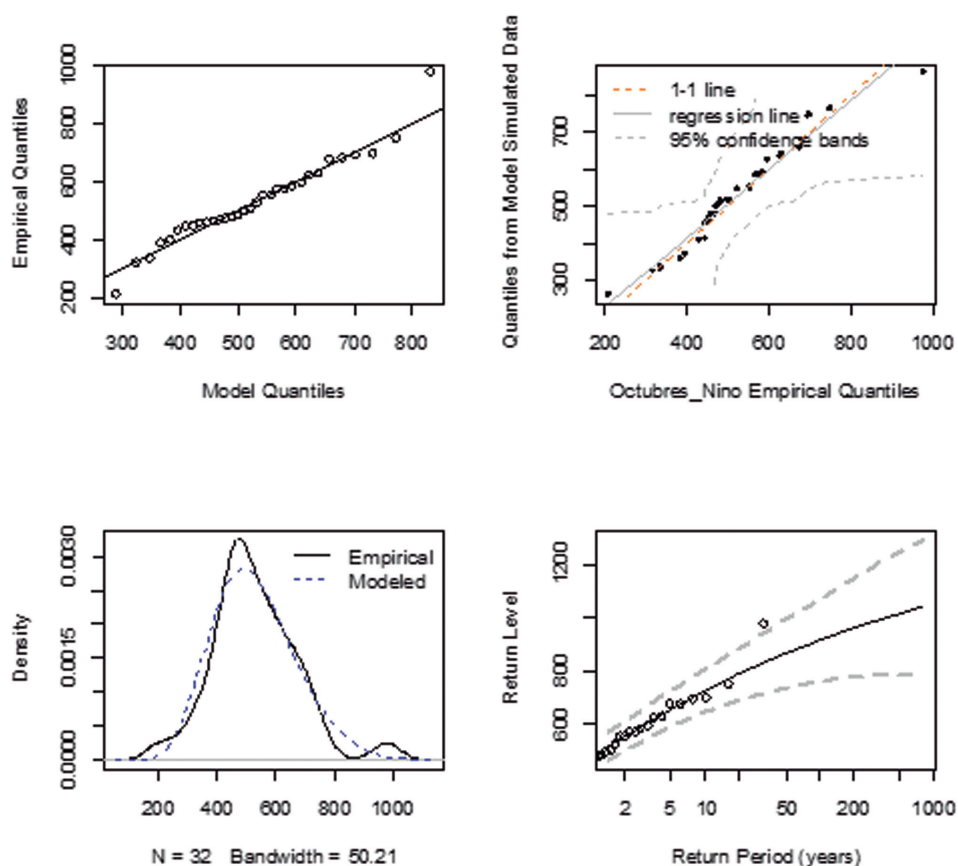 Empirical Quantiles
1000
800
600
400
200
300 400 500 600 700 800
Model Quantiles
Quantiles from Model Simulated Data
700
500
300
1-1 line
regression line
95% confidence bands
200 400 600 800 1000
Octubres_Nino Empirical Quantiles
Density
0.0030
0.0015
0.0000
Empirical
Modeled
200 400 600 800 1000
N = 32 Bandwidth = 50.21
Return Level
1200
800
600
2 5 10 50 200 1000
Return Period (years)